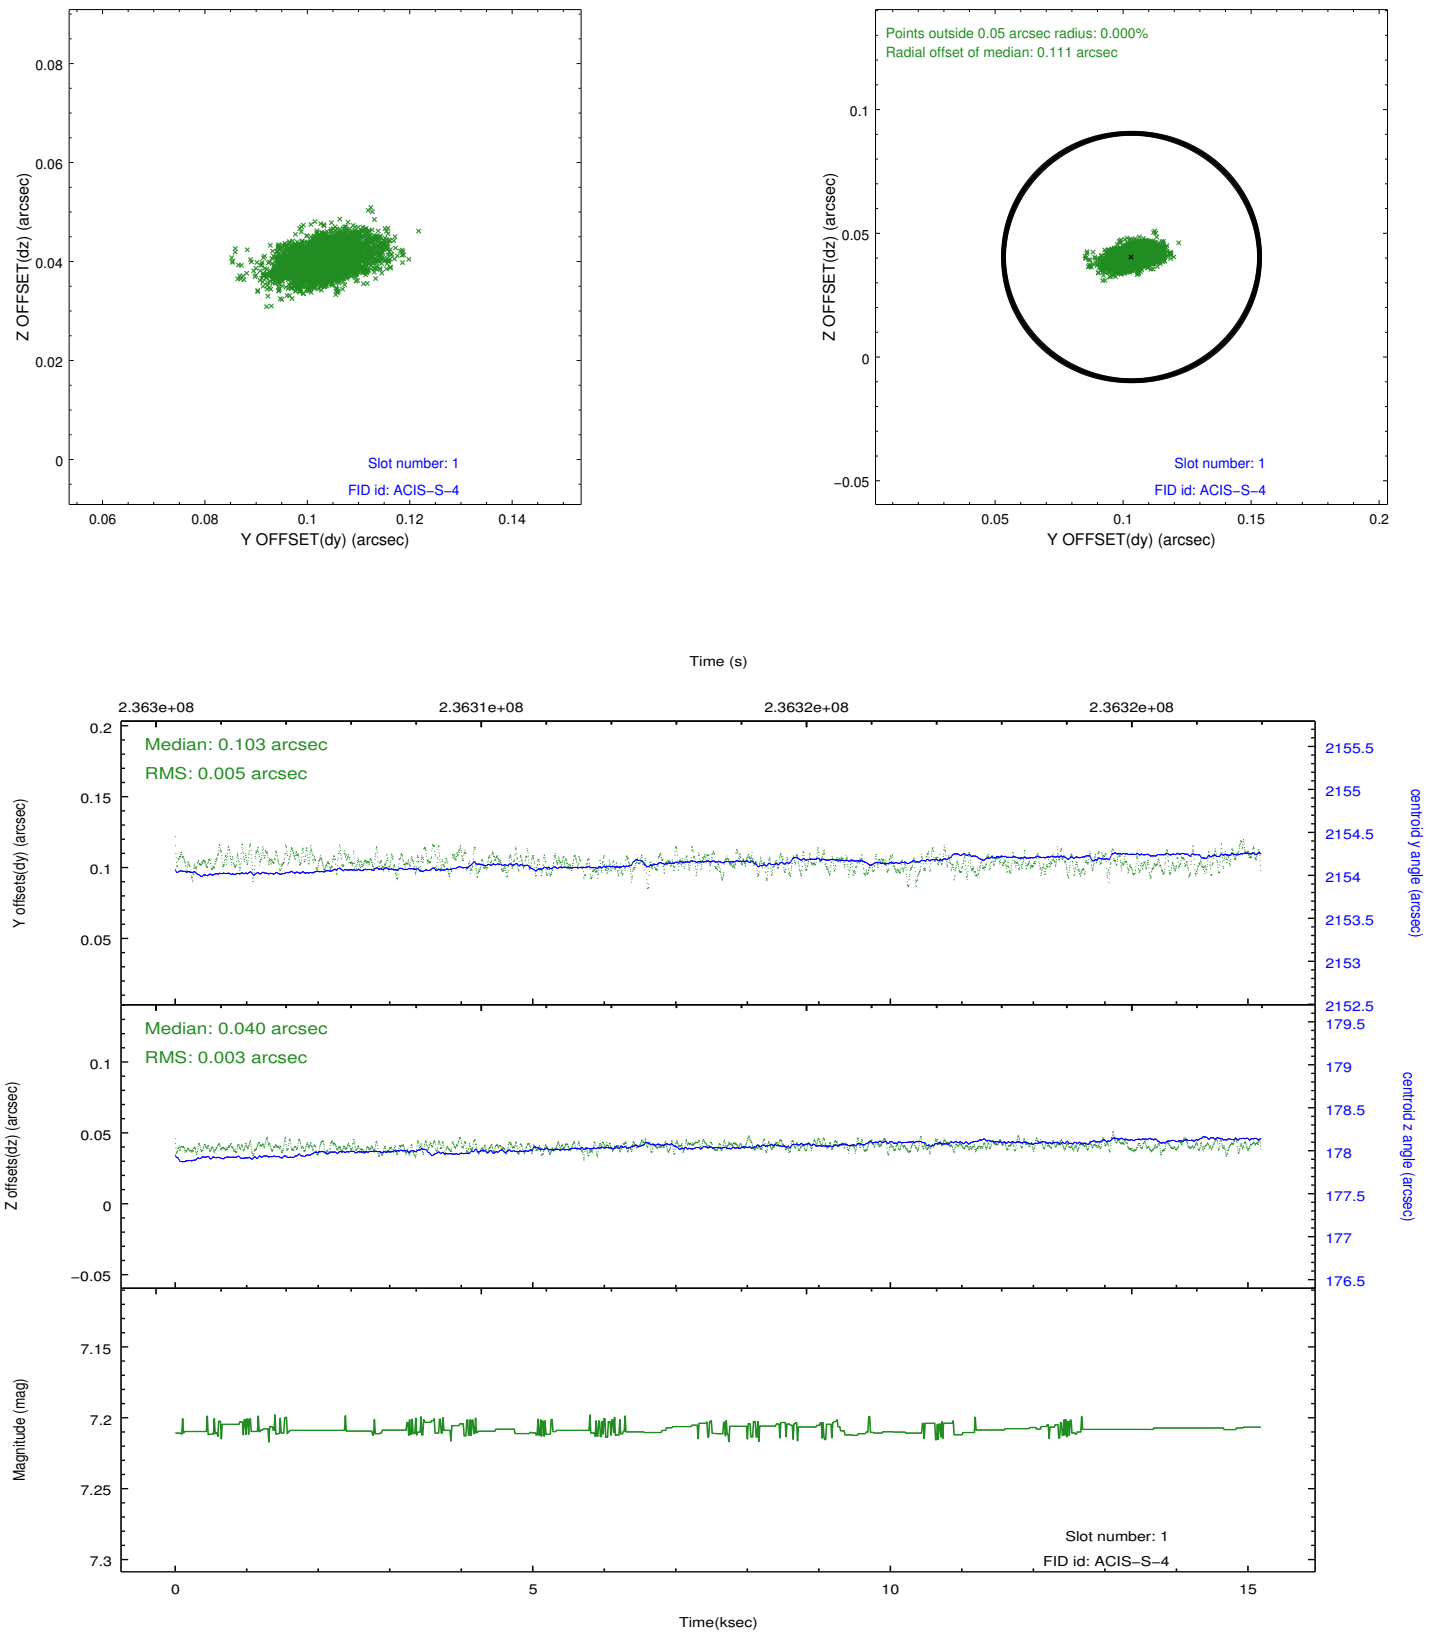 0.08
0.06
0.04
0.02
0
Z OFFSET(dz) (arcsec)
Slot number: 1
FID id: ACIS−S−4
0.06 0.08 0.1 0.12 0.14
Y OFFSET(dy) (arcsec)
Points outside 0.05 arcsec radius: 0.000%
Radial offset of median: 0.111 arcsec
0.1
0.05
0
−0.05
Z OFFSET(dz) (arcsec)
Slot number: 1
FID id: ACIS−S−4
0.05 0.1 0.15 0.2
Y OFFSET(dy) (arcsec)
Time (s)
2.363e+08 2.3631e+08 2.3632e+08 2.3632e+08
Median: 0.103 arcsec
RMS: 0.005 arcsec
0.2
0.15
0.1
0.05
Y offsets(dy) (arcsec)
2155.5
2155
2154.5
2154
2153.5
2153
2152.5
centroid y angle (arcsec)
Median: 0.040 arcsec
RMS: 0.003 arcsec
0.1
0.05
0
−0.05
Z offsets(dz) (arcsec)
179.5
179
178.5
178
177.5
177
176.5
centroid z angle (arcsec)
7.15
7.2
7.25
7.3
Magnitude (mag)
Slot number: 1
FID id: ACIS−S−4
0 5 10 15
Time(ksec)